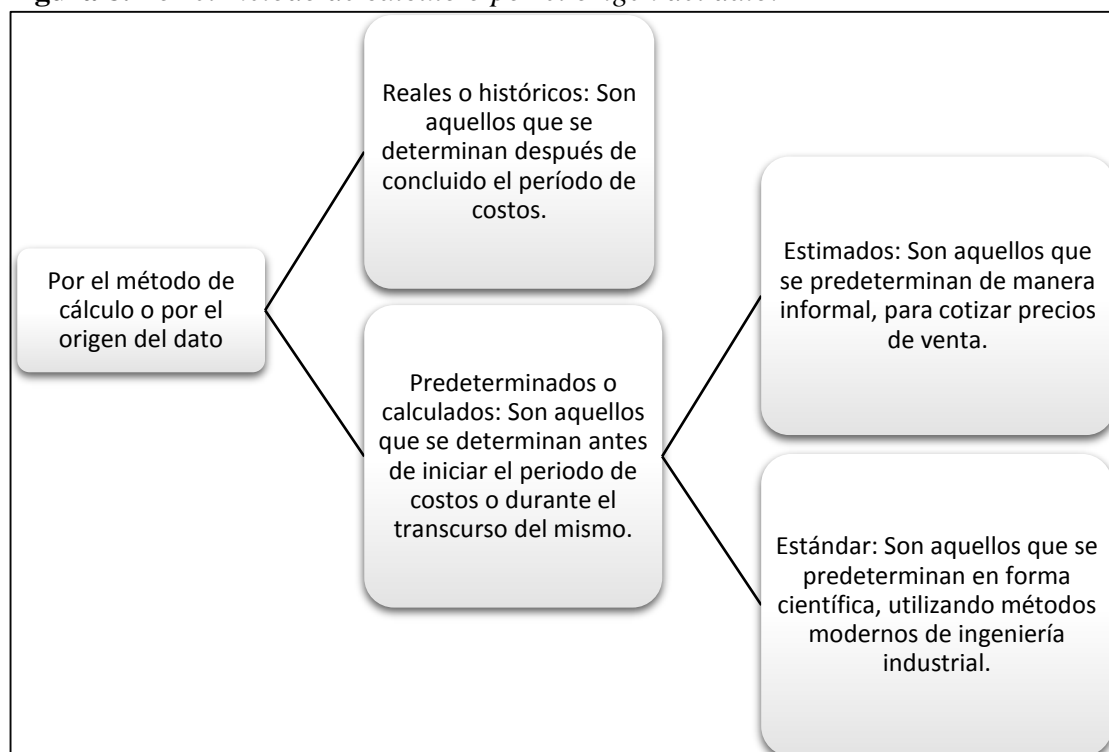 Por el método de
cálculo o por el
origen del dato
Reales o históricos: Son
aquellos que se
determinan después de
concluido el período de
costos.
Predeterminados o
calculados: Son aquellos
que se determinan antes
de iniciar el periodo de
costos o durante el
transcurso del mismo.
Estimados: Son aquellos que
se predeterminan de manera
informal, para cotizar precios
de venta.
Estándar: Son aquellos que se
predeterminan en forma
científica, utilizando métodos
modernos de ingeniería
industrial.